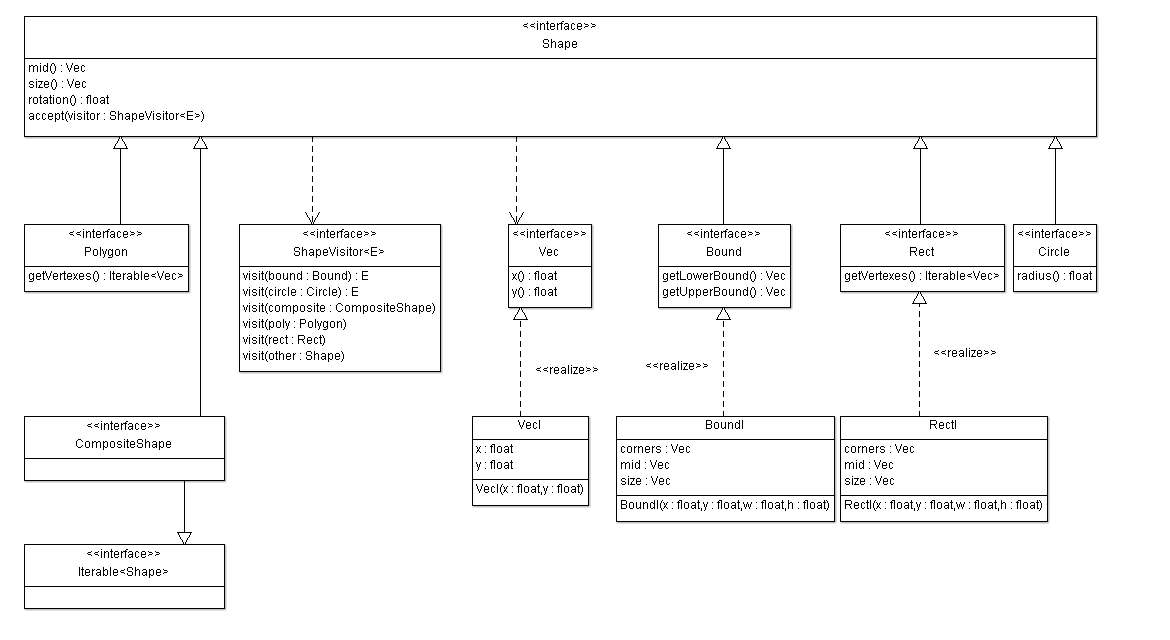 <<interface>>
Shape
mid() : Vec
size() : Vec
rotation() : float
accept(visitor : ShapeVisitor<E>)
<<interface>>
Polygon
getVertexes() : Iterable<Vec>
<<interface>>
ShapeVisitor<E>
visit(bound : Bound) : E
visit(circle : Circle) : E
visit(composite : CompositeShape)
visit(poly : Polygon)
visit(rect : Rect)
visit(other : Shape)
<<interface>>
Vec
x() : float
y() : float
<<interface>>
Bound
getLowerBound() : Vec
getUpperBound() : Vec
<<interface>>
Rect
getVertexes() : Iterable<Vec>
<<interface>>
Circle
radius() : float
<<realize>>
<<realize>>
<<realize>>
<<interface>>
CompositeShape
VecI
x : float
y : float
VecI(x : float,y : float)
BoundI
corners : Vec
mid : Vec
size : Vec
BoundI(x : float,y : float,w : float,h : float)
RectI
corners : Vec
mid : Vec
size : Vec
RectI(x : float,y : float,w : float,h : float)
<<interface>>
Iterable<Shape>